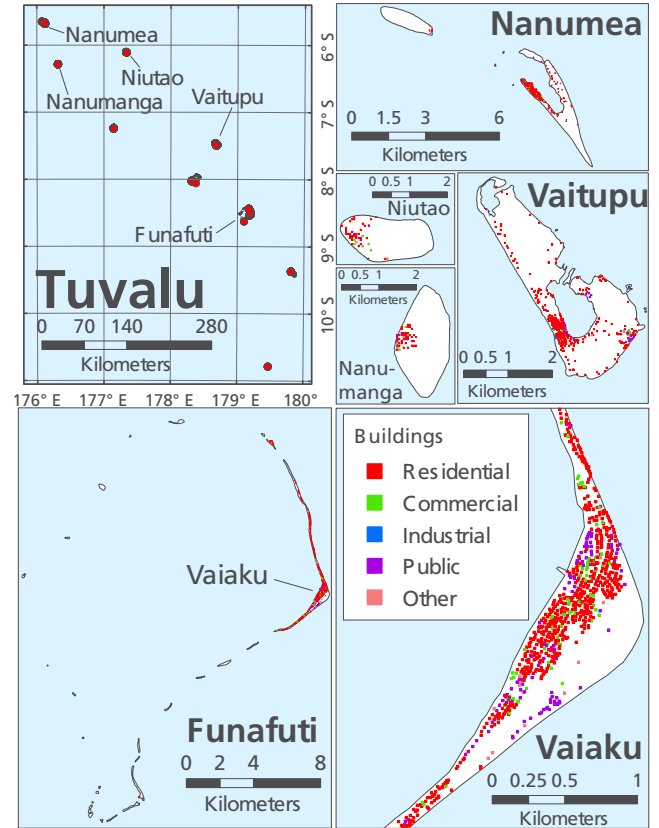 Nanumea
Niutao
Nanumanga
Vaitupu
Funafuti
Tuvalu
0 70 140 280
Kilometers
6° S
7° S
8° S
9° S
10° S
176° E 177° E 178° E 179° E 180° E
Nanumea
0 1.5 3 6
Kilometers
0 0.5 1 2
Kilometers
Niutao
0 0.5 1 2
Kilometers
Nanu-
manga
Vaitupu
0 0.5 1 2
Kilometers
Vaiaku
Funafuti
0 2 4 8
Kilometers
Buildings
Residential
Commercial
Industrial
Public
Other
Vaiaku
0 0.25 0.5 1
Kilometers